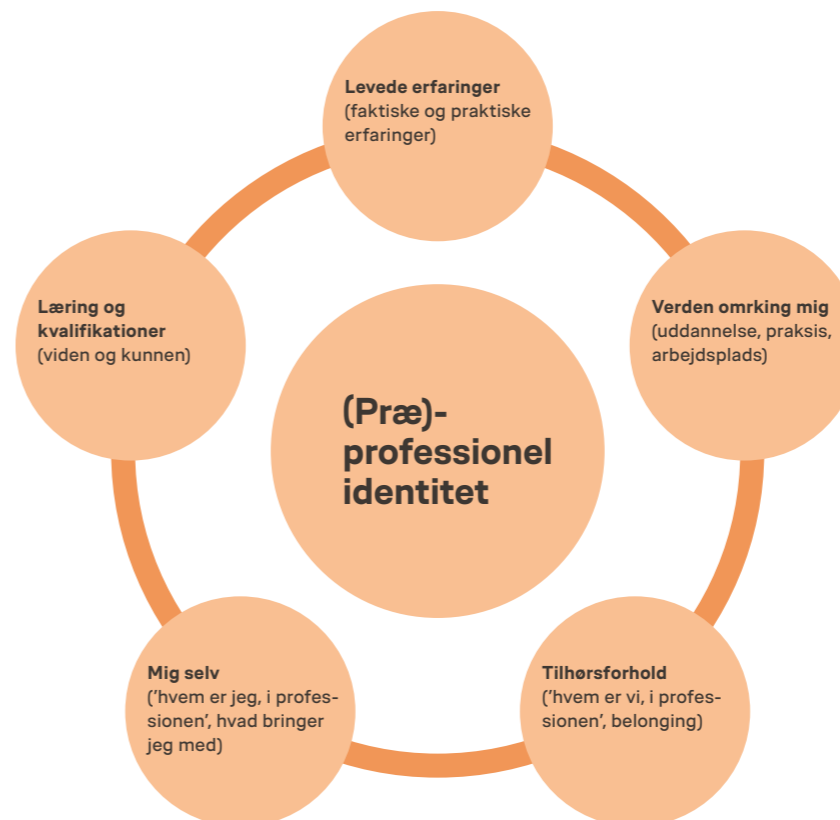 Levede erfaringer
(faktiske og praktiske
erfaringer)
Læring og
kvalifikationer
(viden og kunnen)
Verden omrking mig
(uddannelse, praksis,
arbejdsplads)
(Præ)-
professionel
identitet
Mig selv
('hvem er jeg, i profes-
sionen', hvad bringer
jeg med)
Tilhørsforhold
('hvem er vi, i profes-
sionen', belonging)